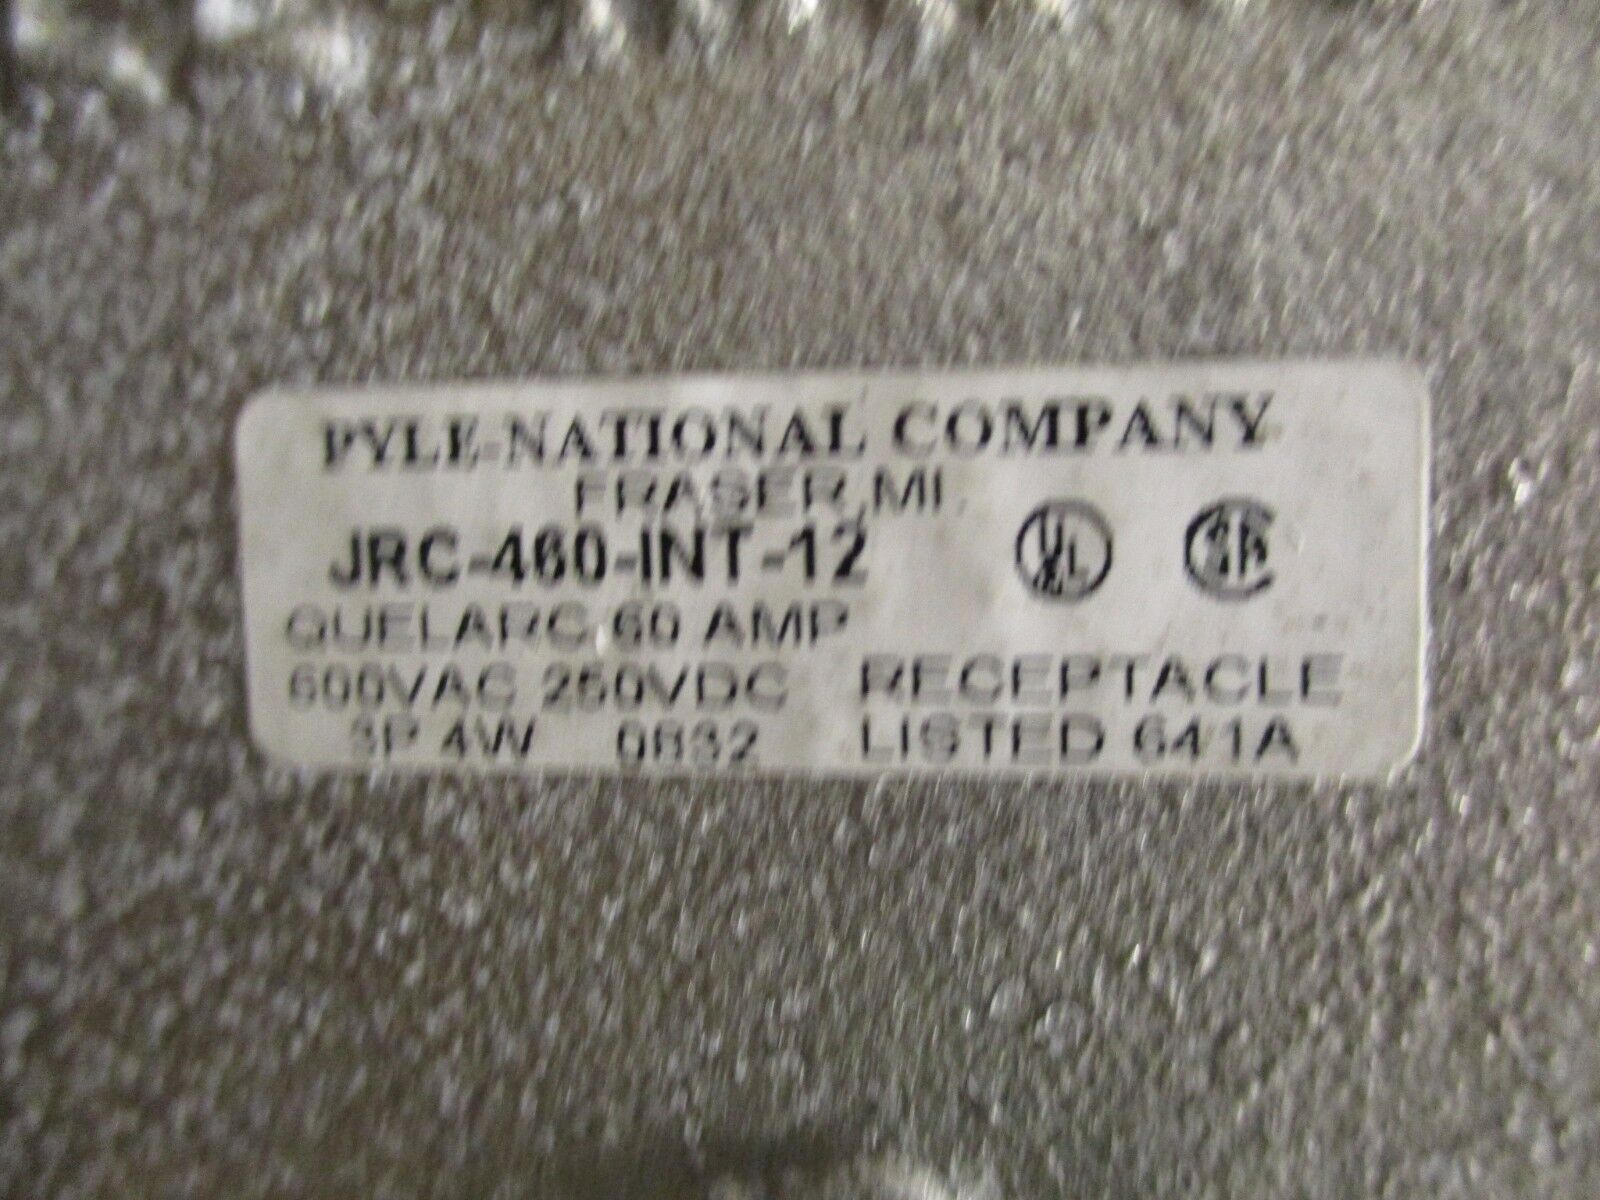 PYLE-NATIONAL COMPANY
FRASER, MI.
JRC-460-INT-12
UL
QUELARC 60 AMP
600VAC 250VDC RECEPTACLE
3P 4W 0832 LISTED 641A